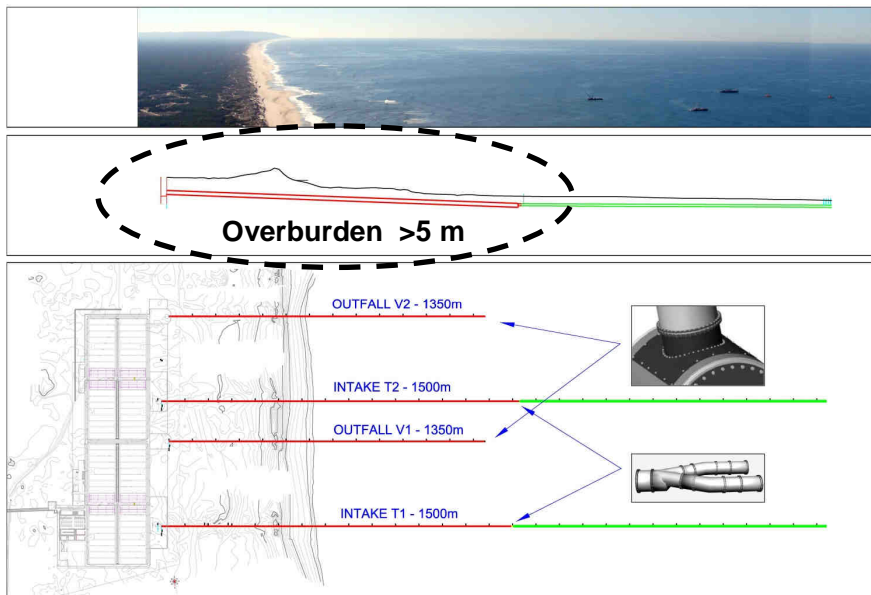 Overburden >5 m
OUTFALL V2 - 1350m
INTAKE T2 - 1500m
OUTFALL V1 - 1350m
INTAKE T1 - 1500m